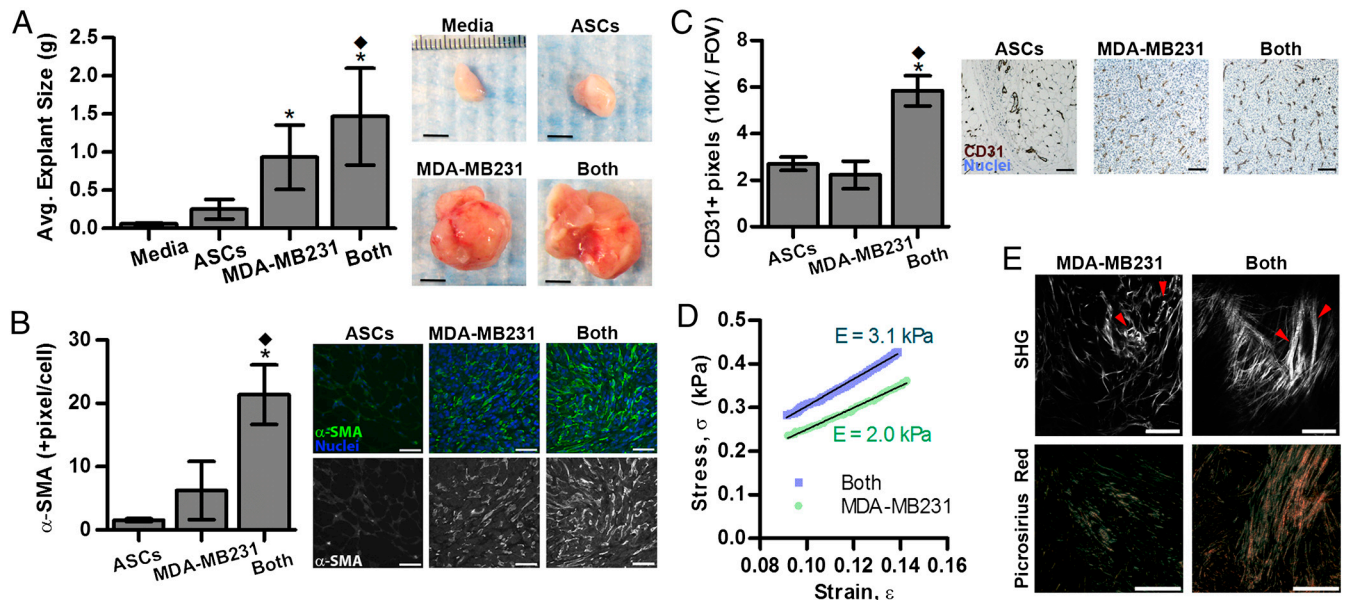 A
Avg. Explant Size (g)
2.5
2.0
1.5
1.0
0.5
0.0
*
◆
*
Media
ASCs
MDA-MB231
Both
Media
ASCs
MDA-MB231
Both
B
α-SMA (+pixel/cell)
30
20
10
0
◆
*
ASCs
MDA-MB231
Both
ASCs
MDA-MB231
Both
α-SMA
Nuclei
α-SMA
C
CD31+ pixels (10K / FOV)
8
6
4
2
0
◆
*
ASCs
MDA-MB231
Both
ASCs
MDA-MB231
Both
CD31
Nuclei
D
Stress, σ (kPa)
0.5
0.4
0.3
0.2
0.1
0.0
E = 3.1 kPa
E = 2.0 kPa
Both
MDA-MB231
0.08
0.10
0.12
0.14
0.16
Strain, ε
E
MDA-MB231
Both
SHG
Picrosirius Red